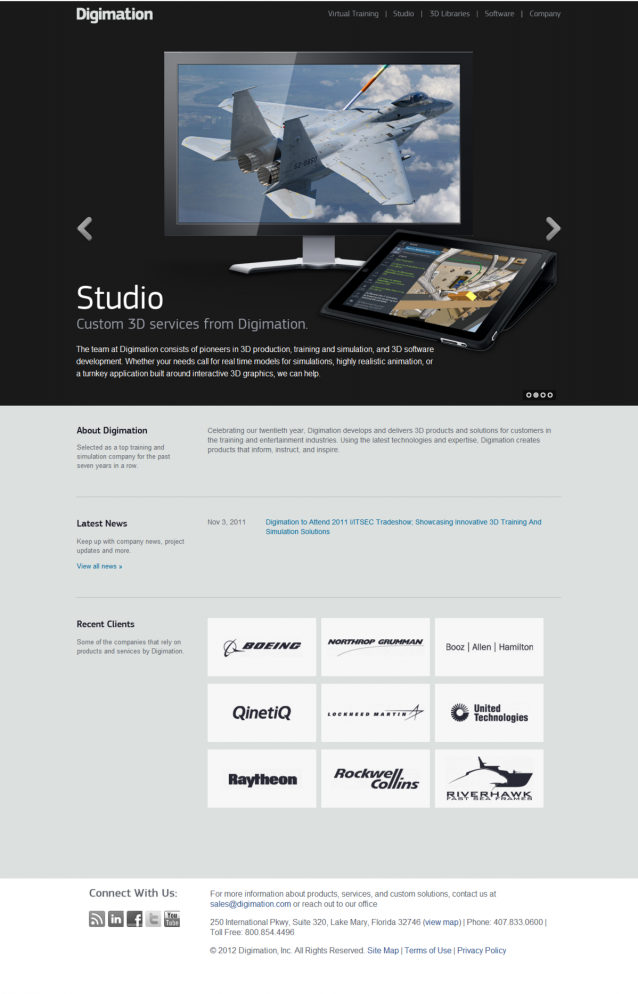 Digimation
Virtual Training | Studio | 3D Libraries | Software | Company
Studio
Custom 3D services from Digimation.
The team at Digimation consists of pioneers in 3D production, training and simulation, and 3D software
development. Whether your needs call for real time models for simulations, highly realistic animation, or
a turnkey application built around interactive 3D graphics, we can help.
About Digimation
Selected as a top training and
simulation company for the past
seven years in a row.
Celebrating our twentieth year, Digimation develops and delivers 3D products and solutions for customers in
the training and entertainment industries. Using the latest technologies and expertise, Digimation creates
products that inform, instruct, and inspire.
Latest News
Keep up with company news, project
updates and more.
View all news »
Nov 3, 2011
Digimation to Attend 2011 I/ITSEC Tradeshow; Showcasing Innovative 3D Training And
Simulation Solutions
Recent Clients
Some of the companies that rely on
products and services by Digimation.
BOEING
NORTHROP GRUMMAN
Booz | Allen | Hamilton
QinetiQ
LOCKHEED MARTIN
United
Technologies
Raytheon
Rockwell
Collins
RIVERHAWK
FAST SEA FRAMES
Connect With Us:
in
f
t
You
Tube
For more information about products, services, and custom solutions, contact us at
sales@digimation.com or reach out to our office
250 International Pkwy, Suite 320, Lake Mary, Florida 32746 (view map) | Phone: 407.833.0600 |
Toll Free: 800.854.4496
© 2012 Digimation, Inc. All Rights Reserved. Site Map | Terms of Use | Privacy Policy